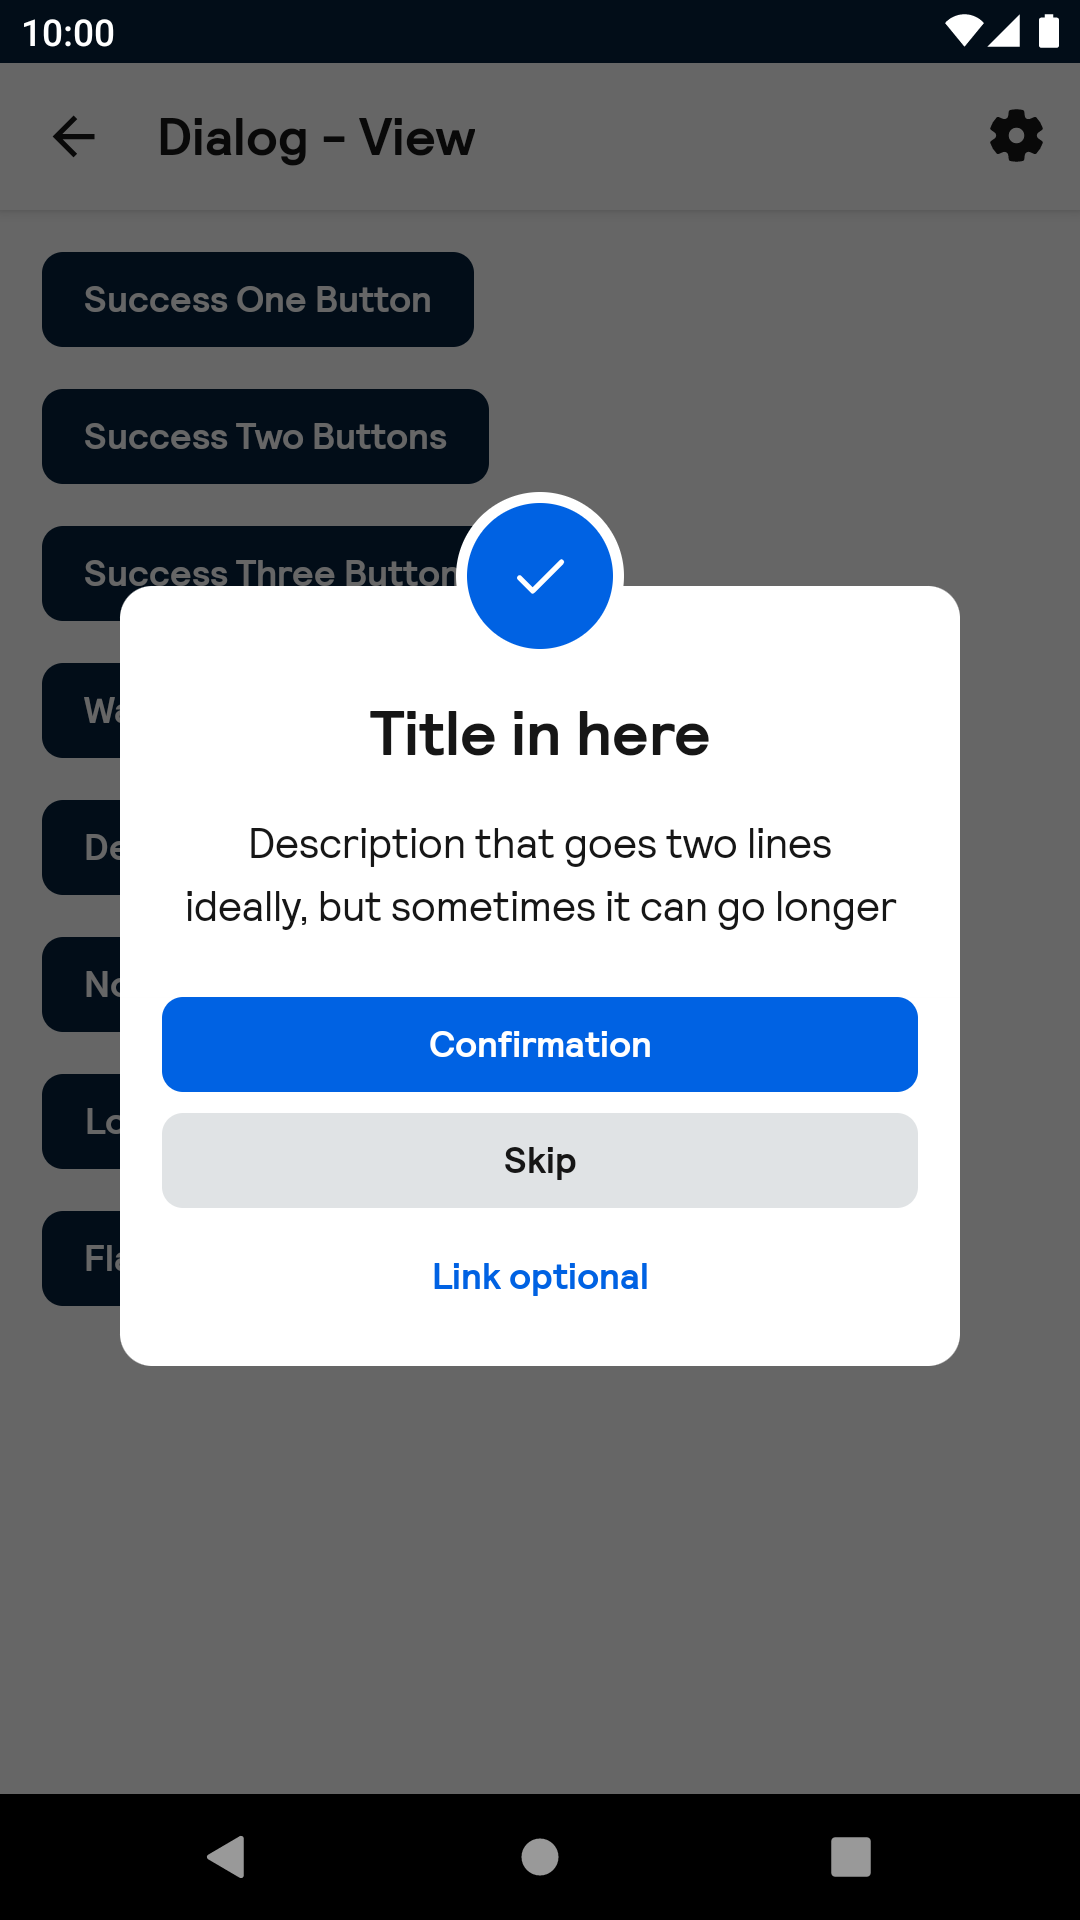 10:00
Dialog - View
Success One Button
Success Two Buttons
Success Three Button
Title in here
Description that goes two lines
ideally, but sometimes it can go longer
Confirmation
Skip
Link optional